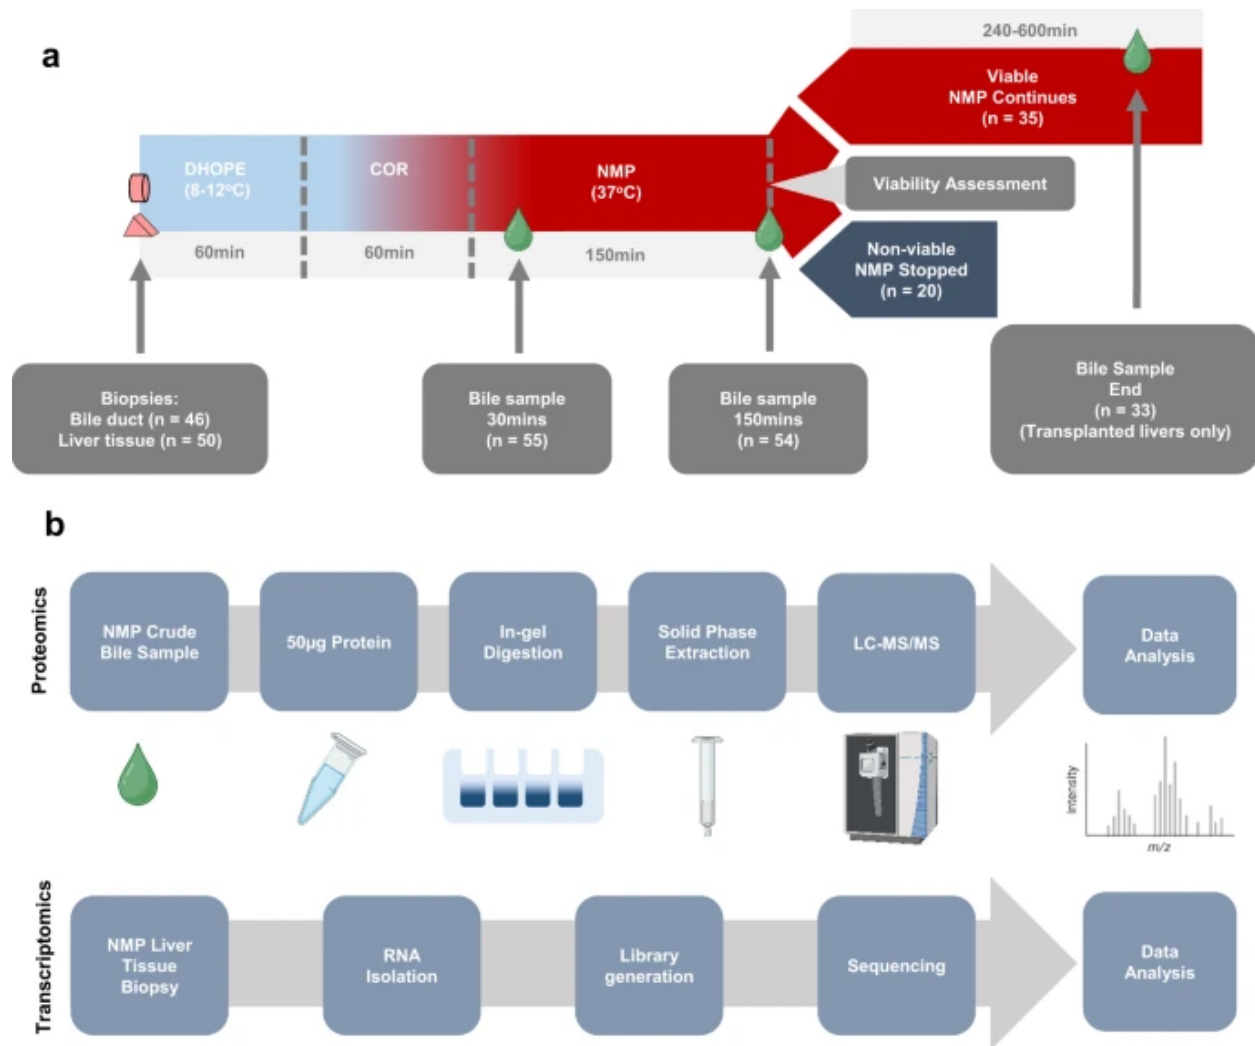 a
240-600min
Viable
NMP Continues
(n = 35)
DHOPE
(8-12°C)
COR
NMP
(37°C)
Viability Assessment
60min
60min
150min
Non-viable
NMP Stopped
(n = 20)
Biopsies:
Bile duct (n = 46)
Liver tissue (n = 50)
Bile sample
30mins
(n = 55)
Bile sample
150mins
(n = 54)
Bile Sample
End
(n = 33)
(Transplanted livers only)
b
Proteomics
NMP Crude
Bile Sample
50µg Protein
In-gel
Digestion
Solid Phase
Extraction
LC-MS/MS
Data
Analysis
Intensity
m/z
Transcriptomics
NMP Liver
Tissue
Biopsy
RNA
Isolation
Library
generation
Sequencing
Data
Analysis